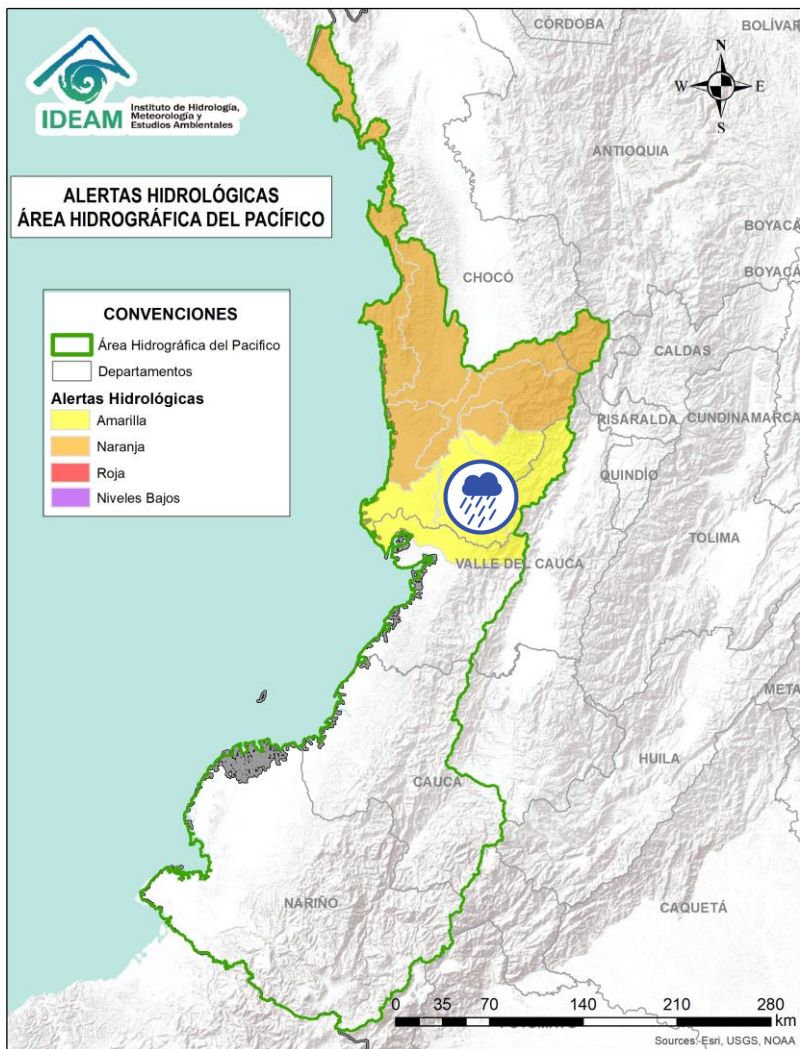 CÓRDOBA
BOLÍVAR
IDEAM
Instituto de Hidrología,
Meteorología y
Estudios Ambientales
N
W
E
S
ANTIOQUIA
ALERTAS HIDROLÓGICAS
ÁREA HIDROGRÁFICA DEL PACÍFICO
BOYACÁ
BOYACÁ
CHOCÓ
CONVENCIONES
Área Hidrográfica del Pacifico
Departamentos
Alertas Hidrológicas
Amarilla
Naranja
Roja
Niveles Bajos
CALDAS
RISARALDA
CUNDINAMARCA
QUINDÍO
TOLIMA
VALLE DEL CAUCA
META
HUILA
CAUCA
NARIÑO
CAQUETÁ
0 35 70 140 210 280
km
Sources: Esri, USGS, NOAA